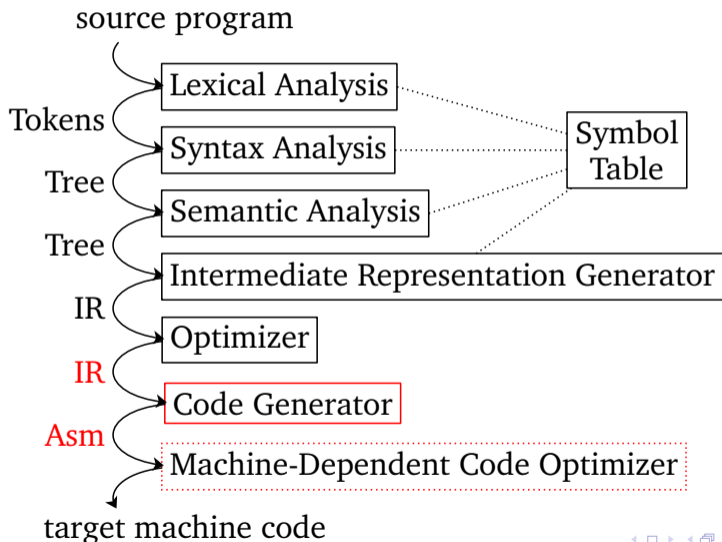 source program
Lexical Analysis
Tokens
Symbol
Table
Syntax Analysis
Tree
Semantic Analysis
Tree
Intermediate Representation Generator
IR
Optimizer
IR
Code Generator
Asm
Machine-Dependent Code Optimizer
target machine code